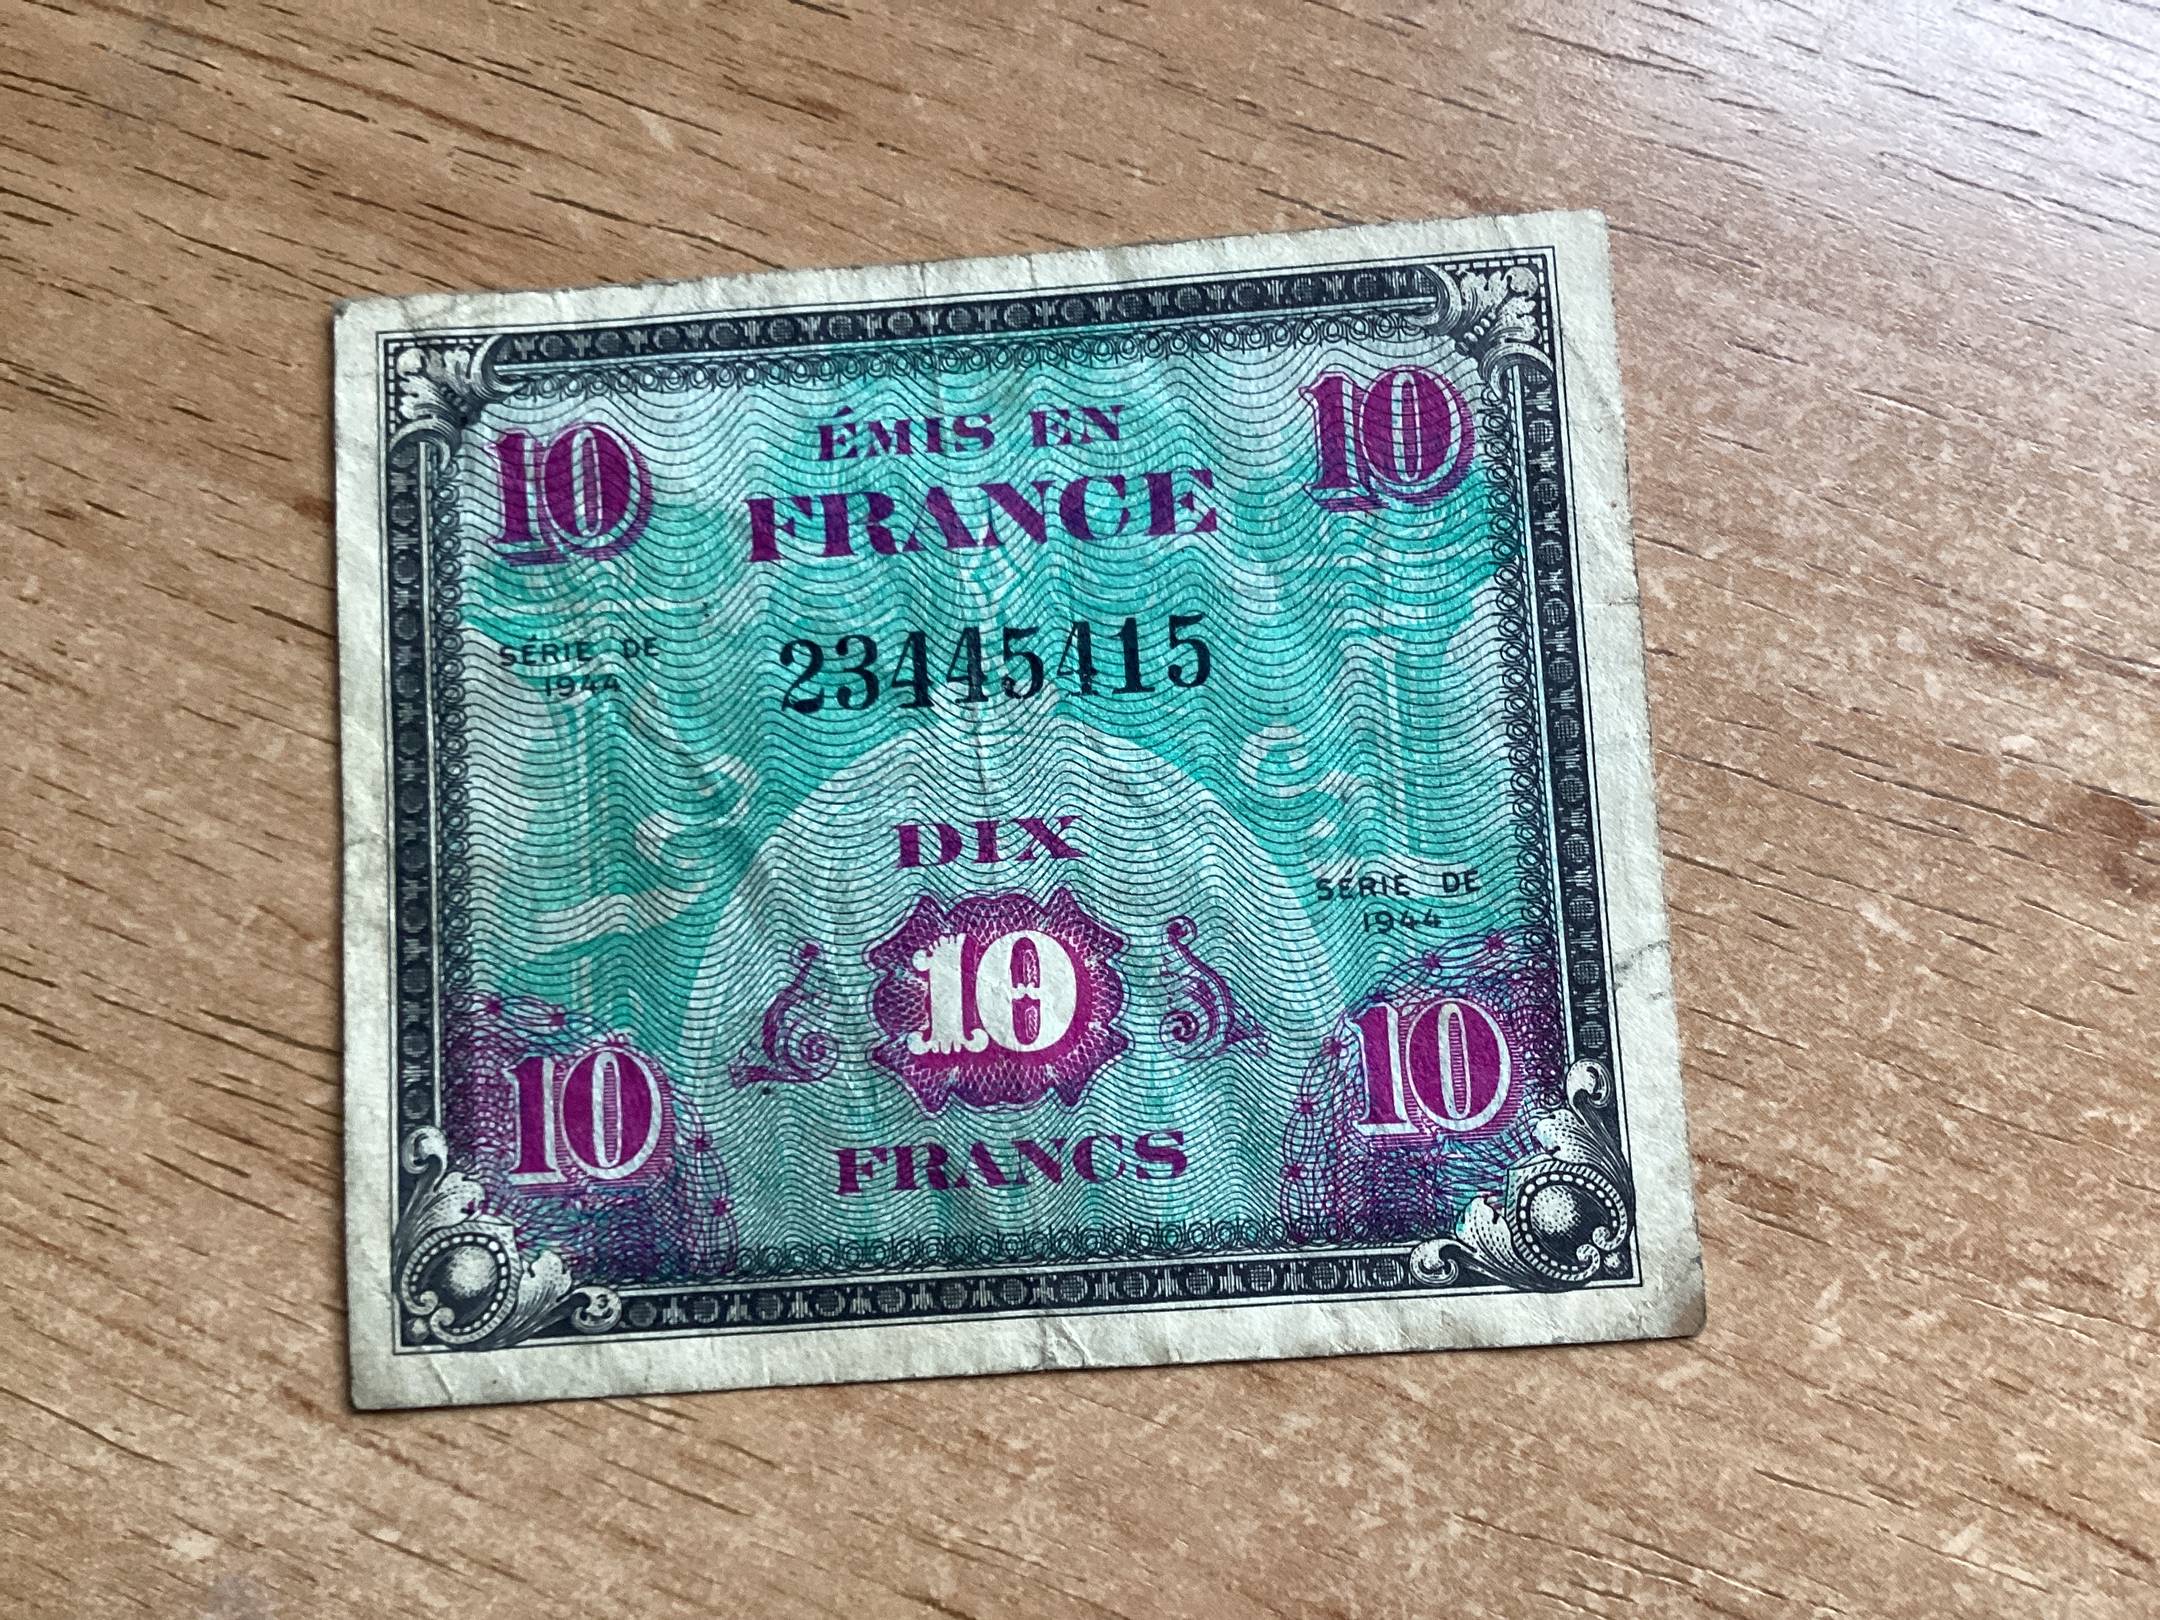 10 ÉMIS EN 10
FRANCE
SÉRIE DE
1944
23445415
DIX
SÉRIE DE
1944
10
10
10
FRANCS